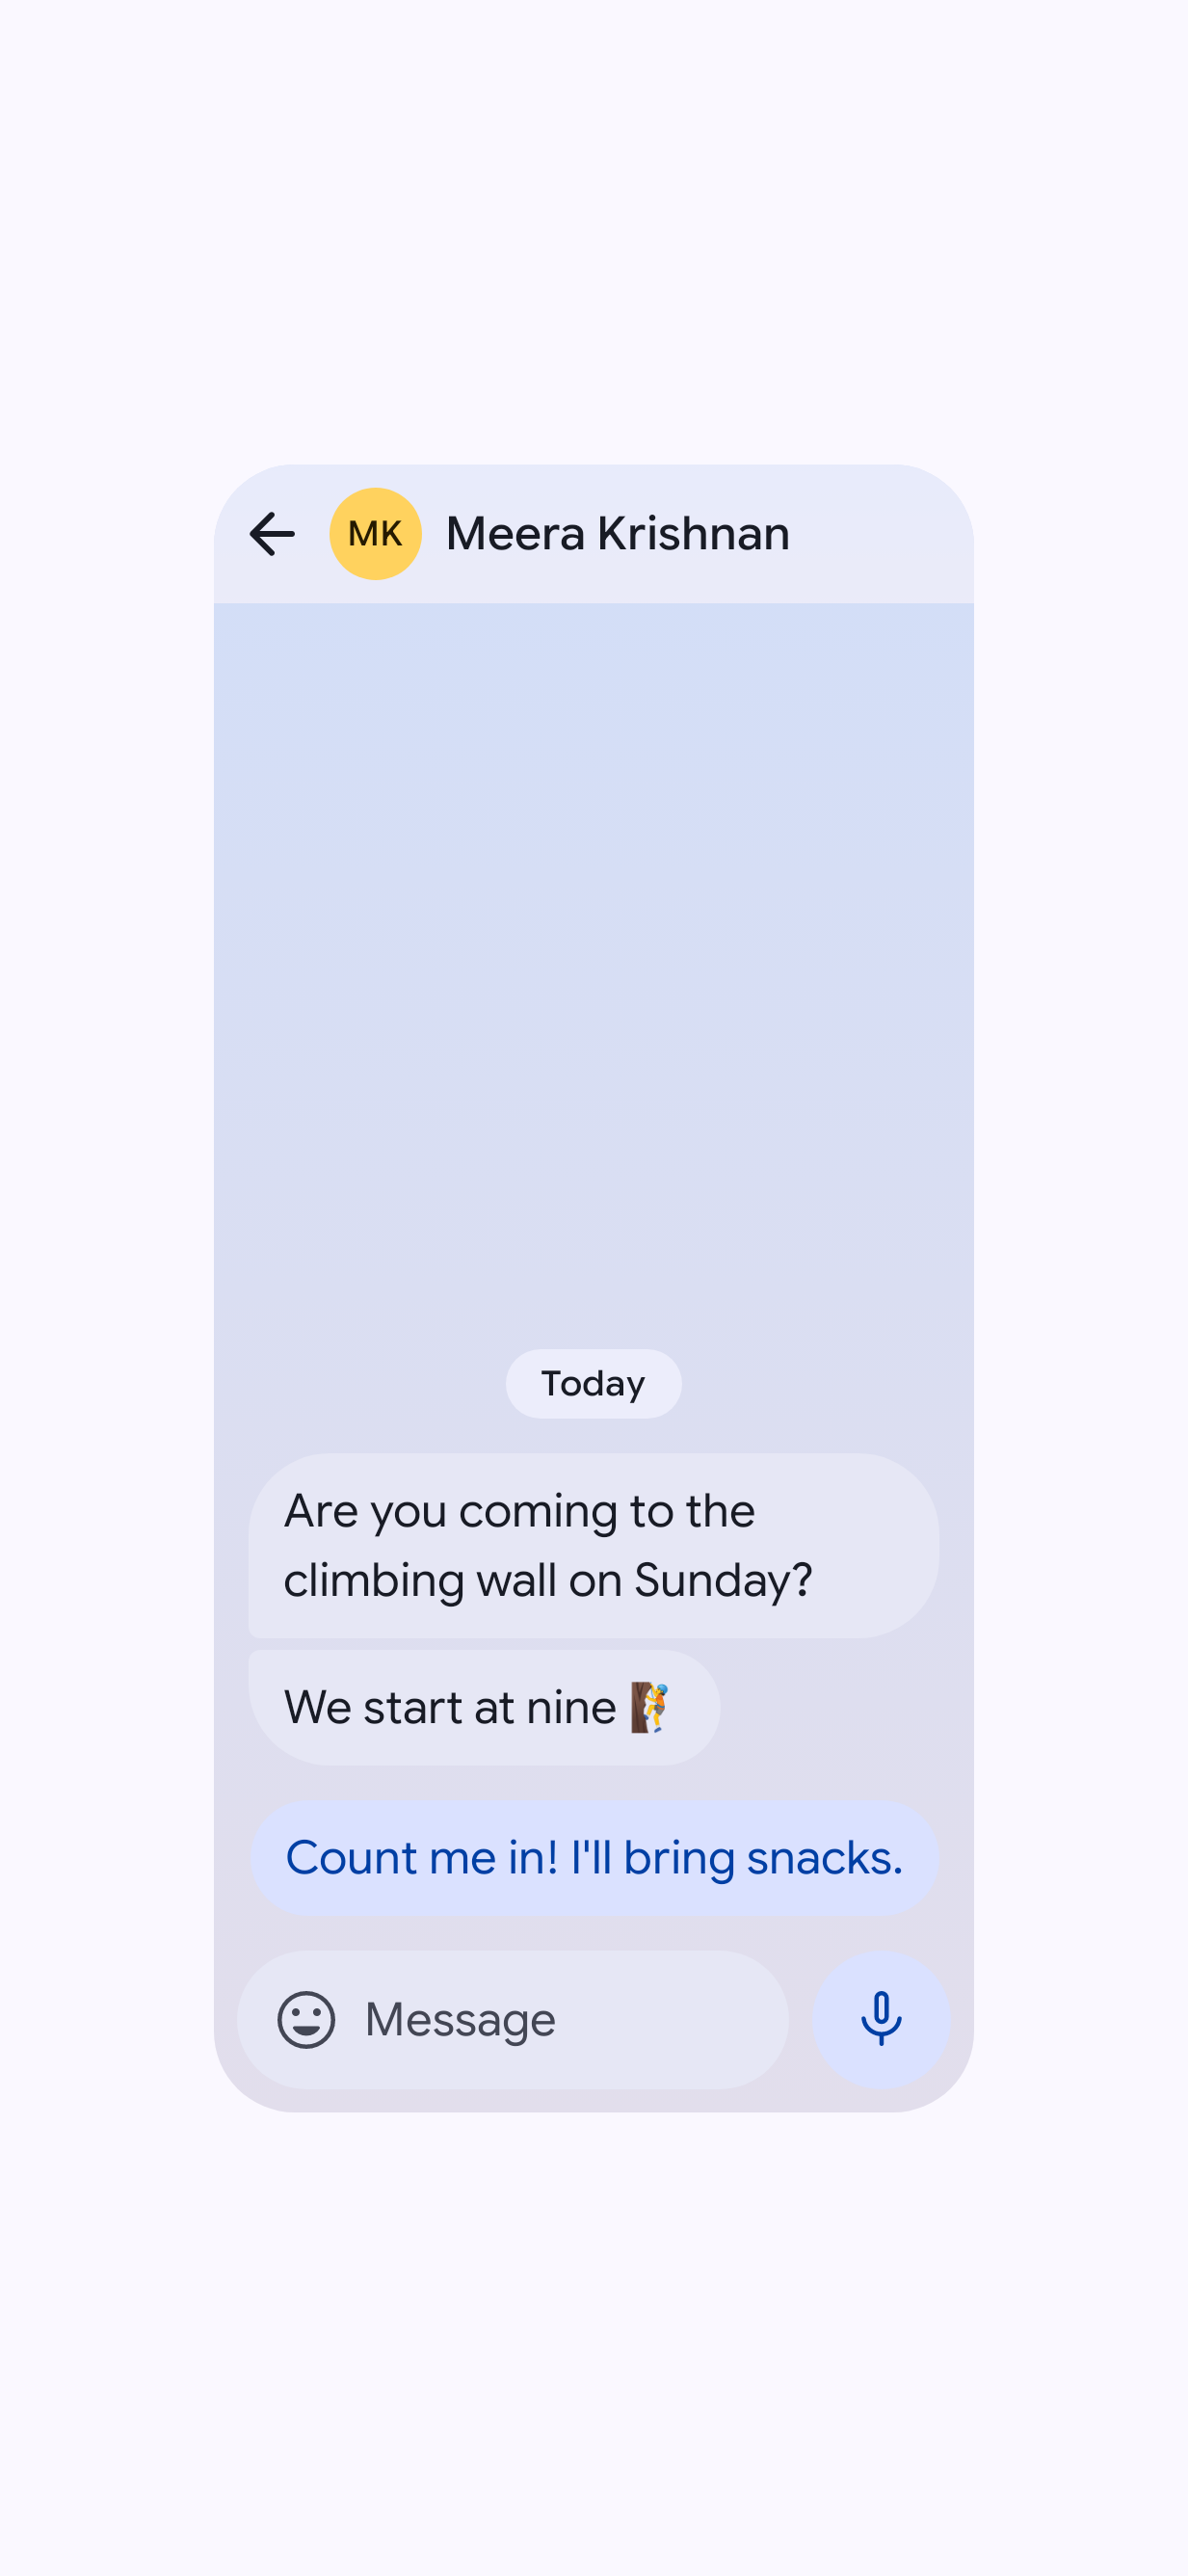 MK Meera Krishnan
Today
Are you coming to the
climbing wall on Sunday?
We start at nine 🧗
Count me in! I'll bring snacks.
Message